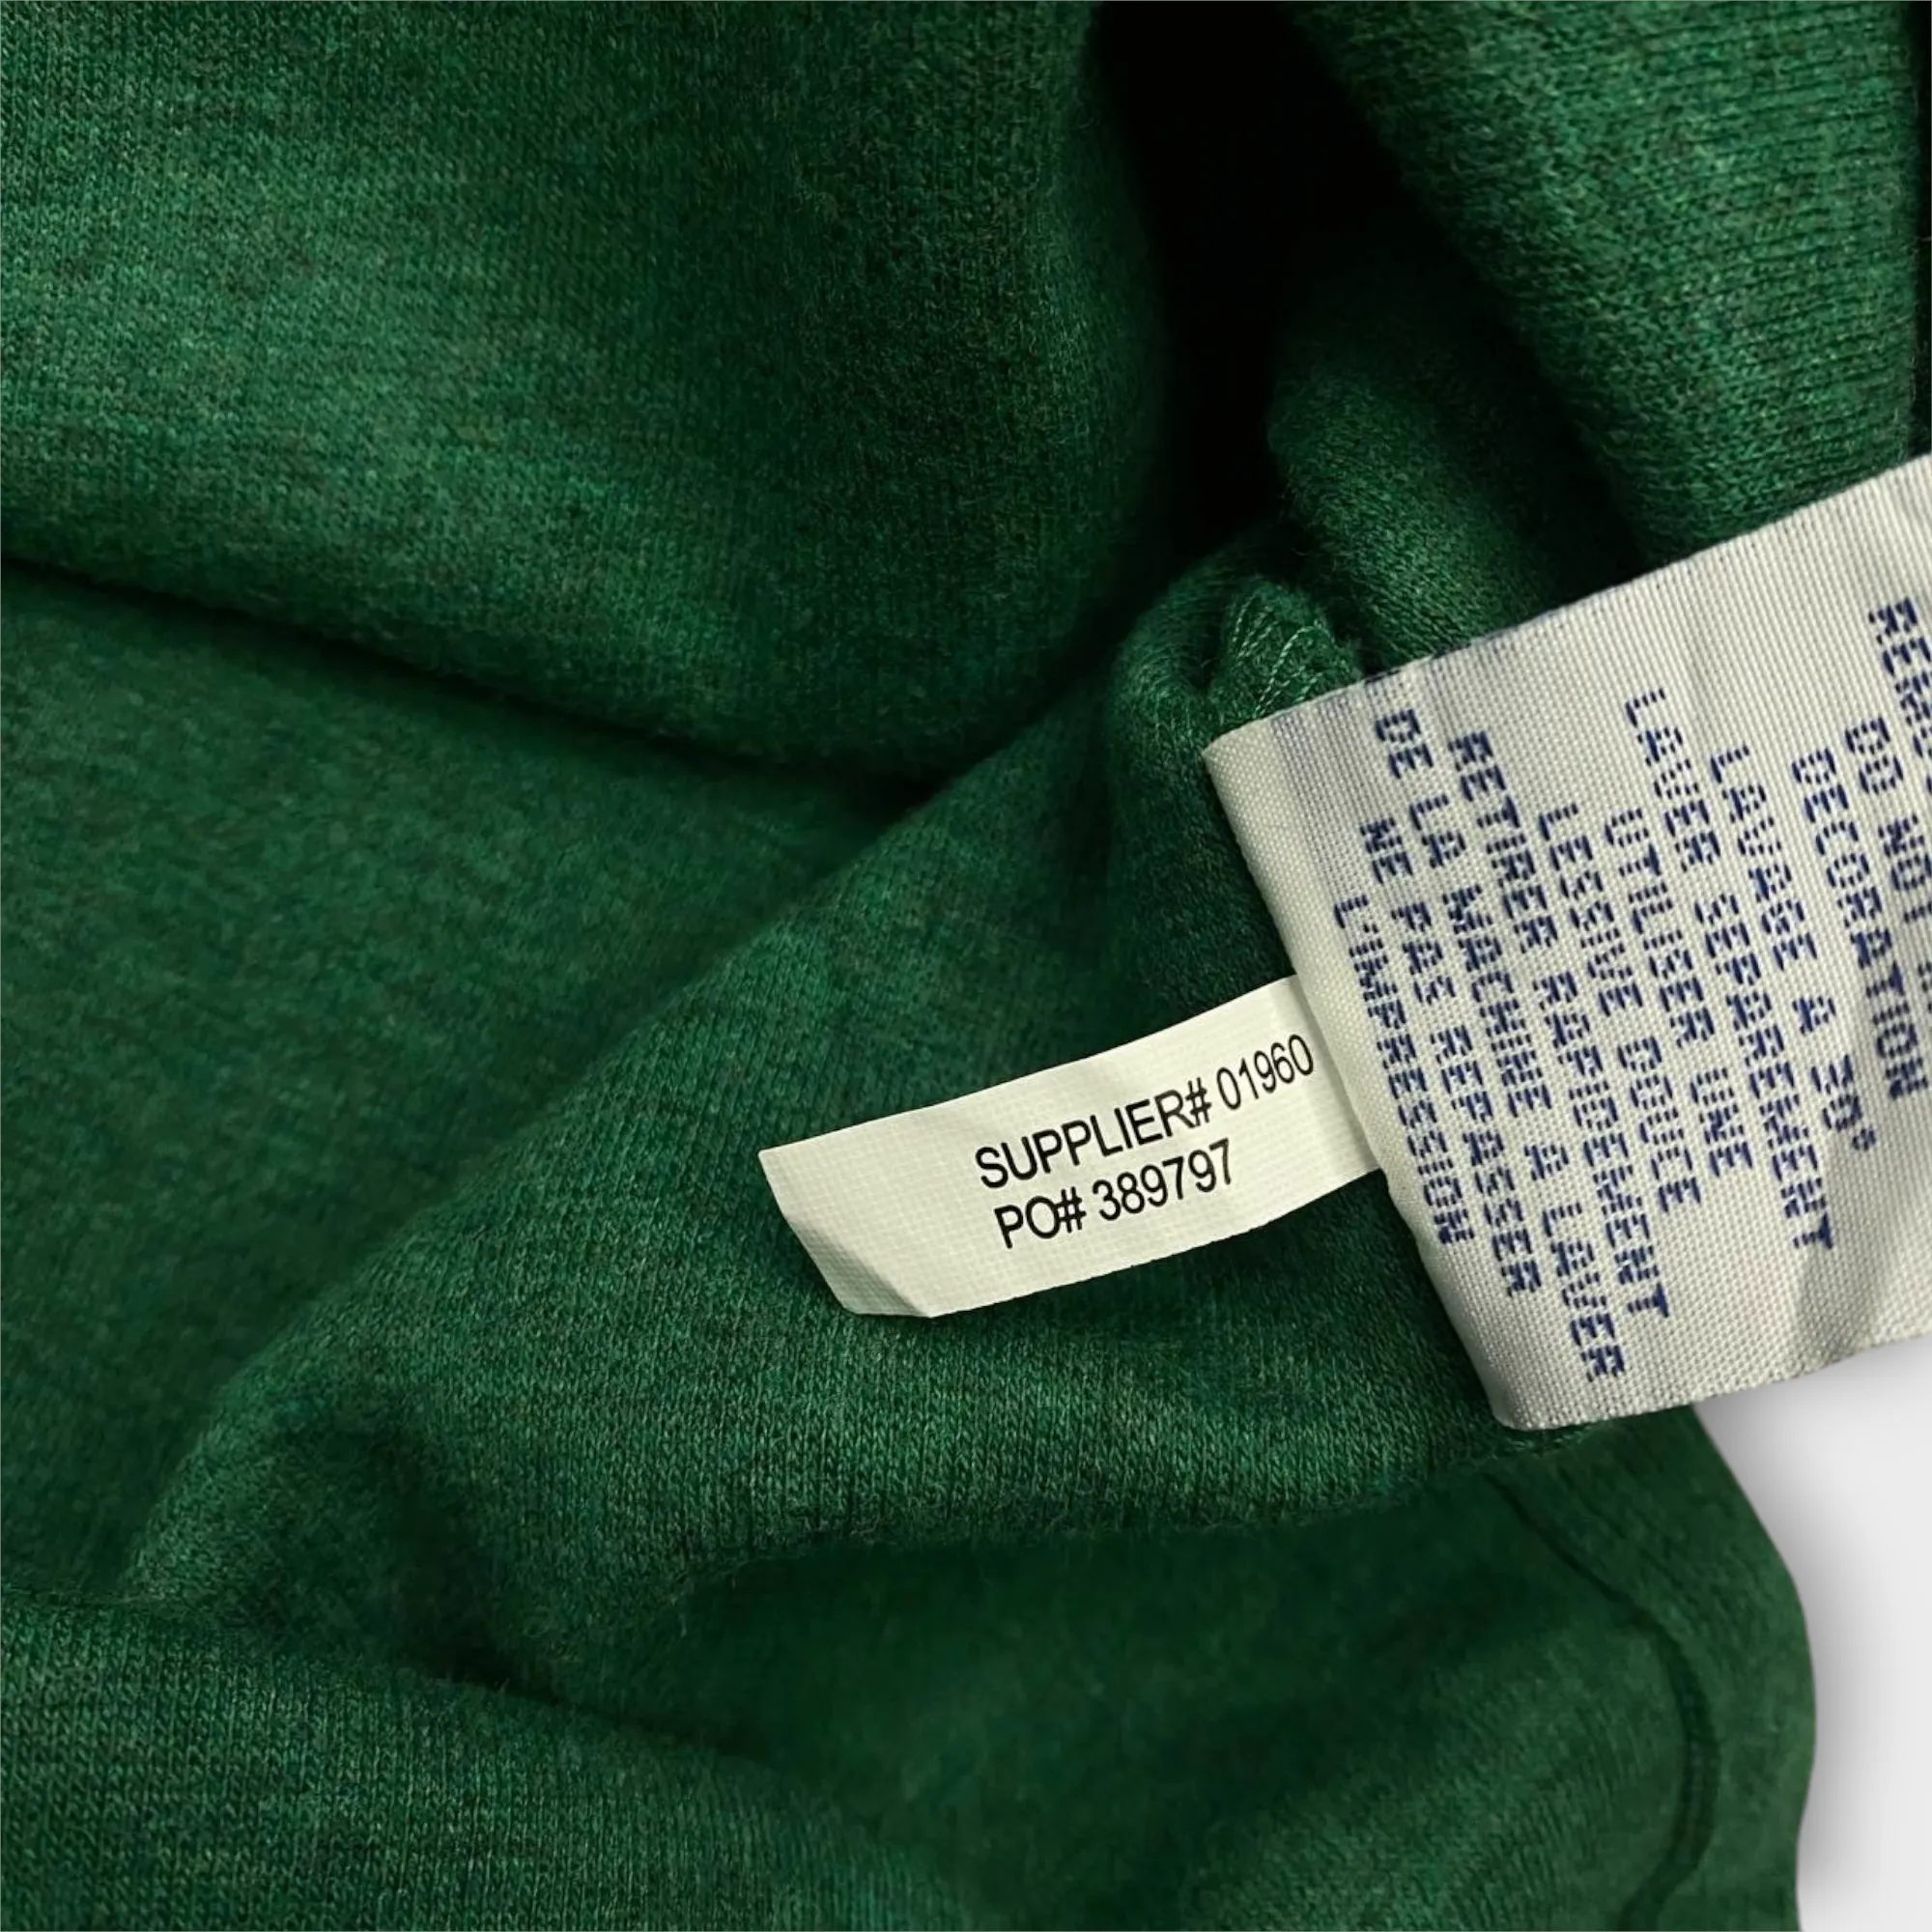 DO NOT
DECORATION
LAVAGE A 30°
LAVER SEPAREMENT
UTILISER UNE
LESSIVE DOUCE
RETIRER RAPIDEMENT
DE LA MACHINE A LAVER
NE PAS REPASSER
L'IMPRESSION
SUPPLIER# 01960
PO# 389797